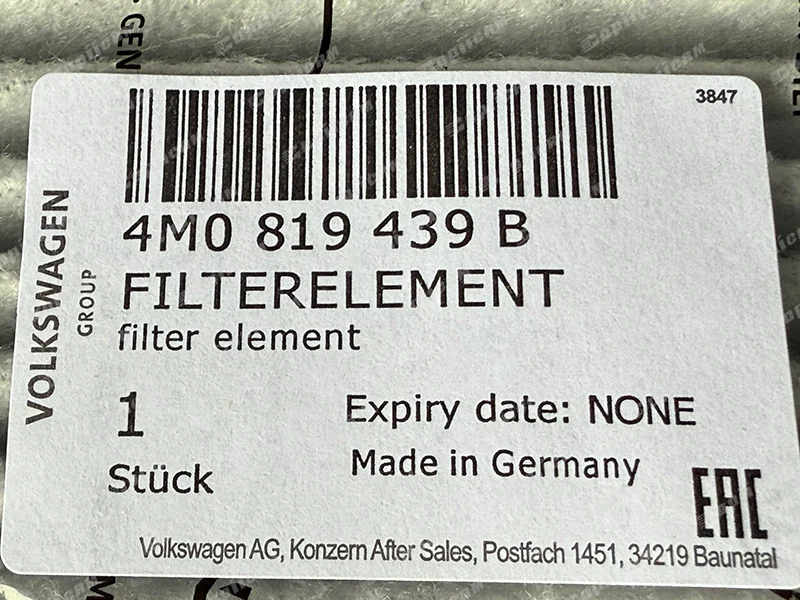 3847
4M0 819 439 B
FILTERELEMENT
filter element
VOLKSWAGEN
GROUP
1
Stück
Expiry date: NONE
Made in Germany
EAC
Volkswagen AG, Konzern After Sales, Postfach 1451, 34219 Baunatal